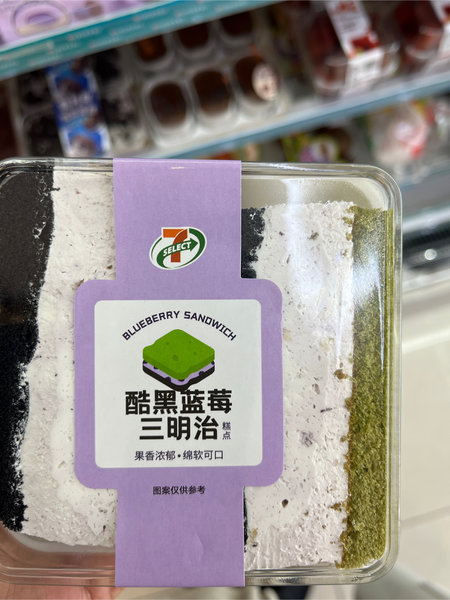 7
SELECT
BLUEBERRY SANDWICH
酷黑蓝莓
三明治 糕点
果香浓郁·绵软可口
图案仅供参考